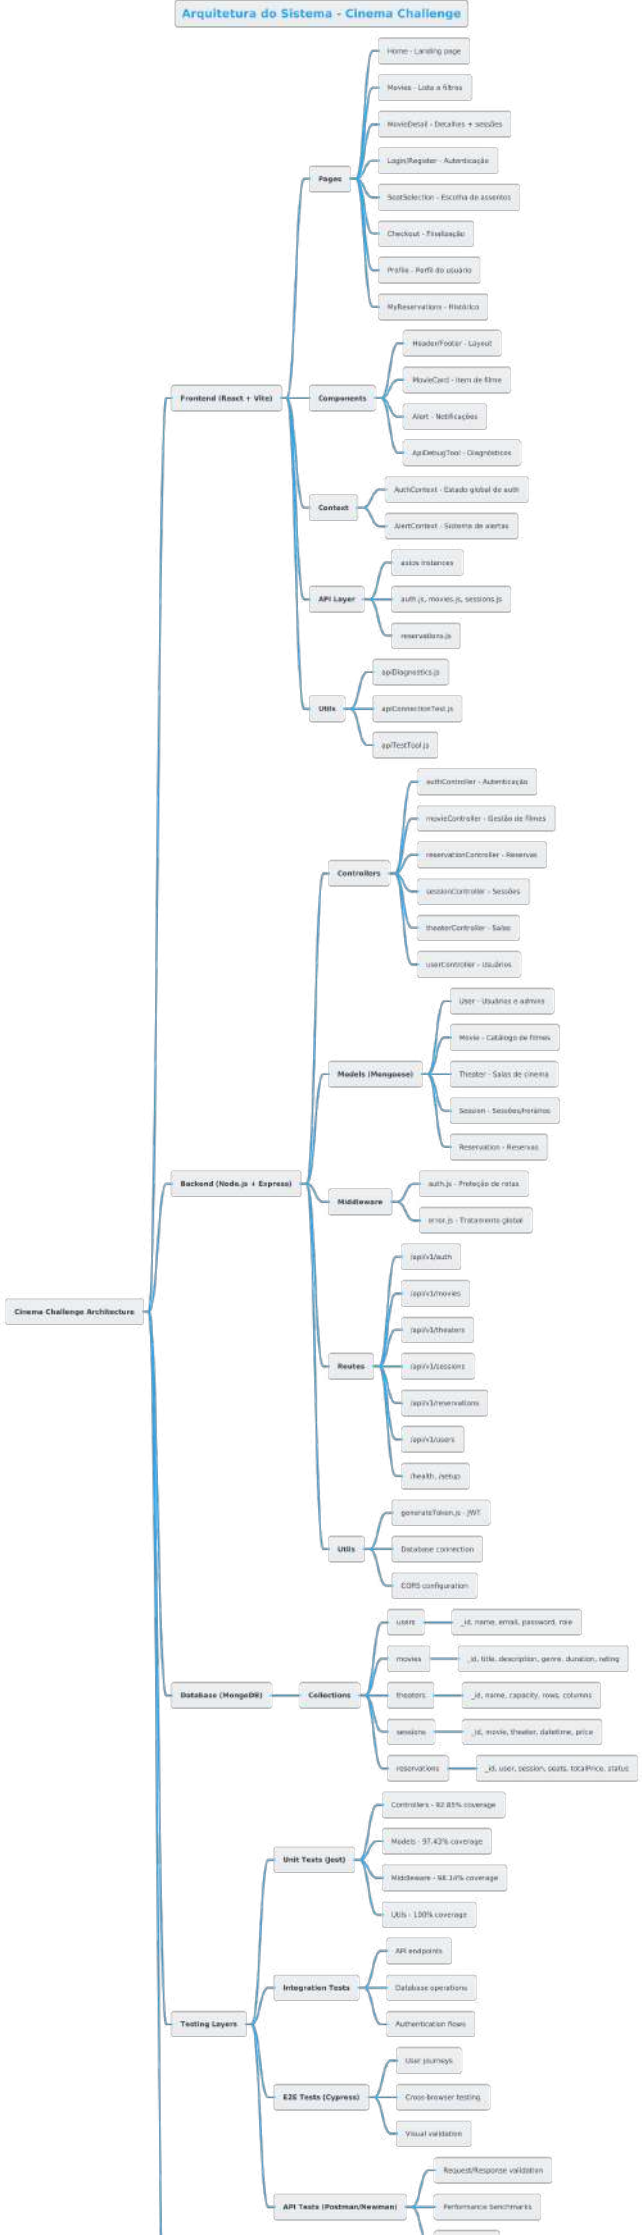 Arquitetura do Sistema - Cinema Challenge
Home - Landing page
Movies - Lista e filtros
MovieDetail - Detalhes + sessões
Login/Register - Autenticação
Pages
SeatSelection - Escolha de assentos
Checkout - Finalização
Profile - Perfil do usuário
MyReservations - Histórico
Header/Footer - Layout
MovieCard - Item de filme
Frontend (React + Vite)
Components
Alert - Notificações
ApiDebugTool - Diagnósticos
AuthContext - Estado global de auth
Context
AlertContext - Sistema de alertas
axios instances
API Layer
auth.js, movies.js, sessions.js
reservations.js
apiDiagnostics.js
Utils
apiConnectionTest.js
apiTestTool.js
authController - Autenticação
movieController - Gestão de filmes
reservationController - Reservas
Controllers
sessionController - Sessões
theaterController - Salas
userController - Usuários
User - Usuários e admins
Movie - Catálogo de filmes
Models (Mongoose)
Theater - Salas de cinema
Session - Sessões/horários
Reservation - Reservas
Backend (Node.js + Express)
auth.js - Proteção de rotas
Middleware
error.js - Tratamento global
/api/v1/auth
/api/v1/movies
Cinema Challenge Architecture
/api/v1/theaters
Routes
/api/v1/sessions
/api/v1/reservations
/api/v1/users
/health, /setup
generateToken.js - JWT
Utils
Database connection
CORS configuration
users
_id, name, email, password, role
movies
_id, title, description, genre, duration, rating
Database (MongoDB)
Collections
theaters
_id, name, capacity, rows, columns
sessions
_id, movie, theater, datetime, price
reservations
_id, user, session, seats, totalPrice, status
Controllers - 92.85% coverage
Models - 97.43% coverage
Unit Tests (Jest)
Middleware - 98.14% coverage
Utils - 100% coverage
API endpoints
Integration Tests
Database operations
Testing Layers
Authentication flows
User journeys
E2E Tests (Cypress)
Cross-browser testing
Visual validation
Request/Response validation
API Tests (Postman/Newman)
Performance benchmarks